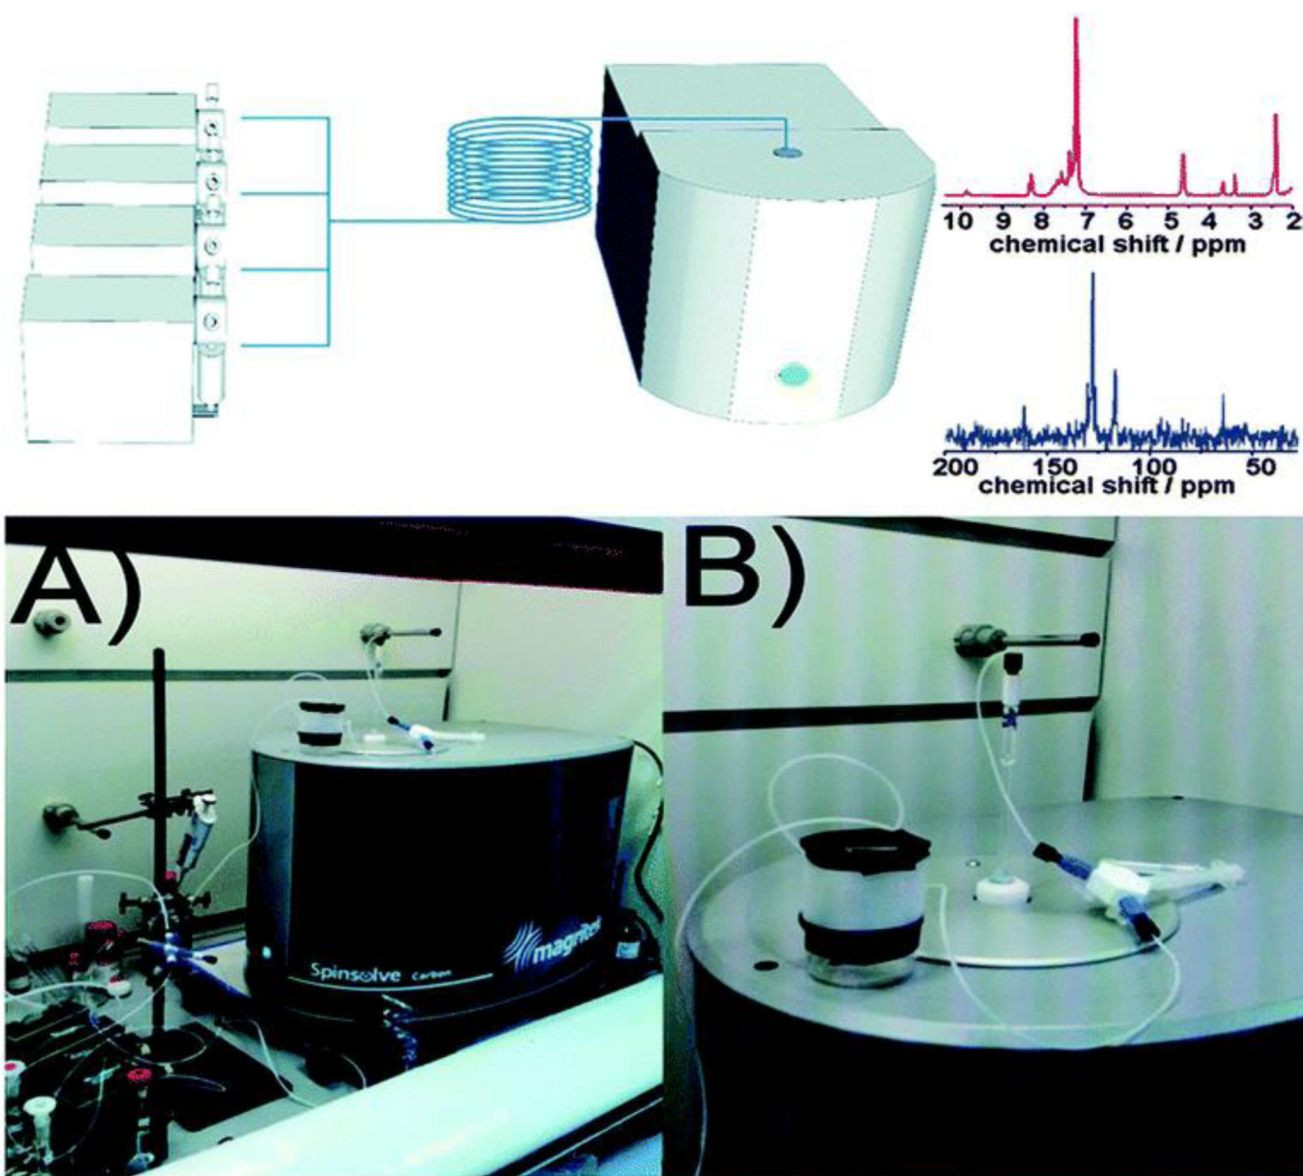 10 9 8 7 6 5 4 3 2
chemical shift / ppm
200 150 100 50
chemical shift / ppm
A)
B)
Spinsolve Carbon
magritek